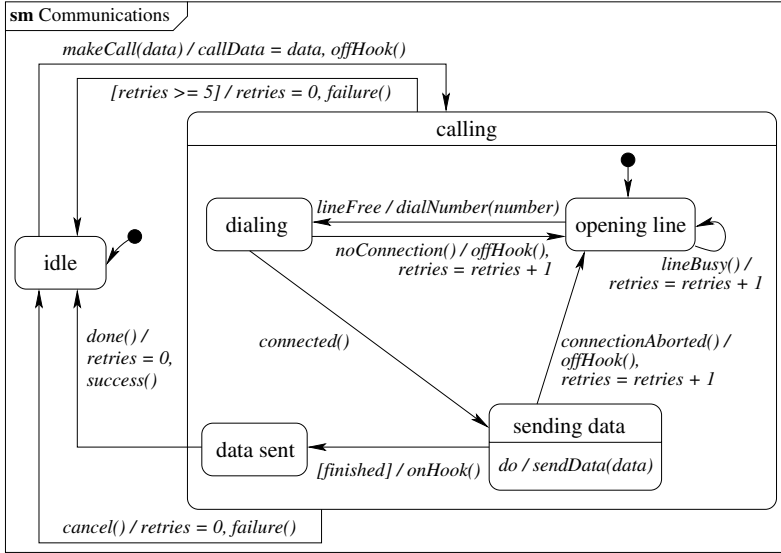 sm Communications
makeCall(data) / callData = data, offHook()
[retries >= 5] / retries = 0, failure()
calling
dialing
lineFree / dialNumber(number)
opening line
noConnection() / offHook(),
retries = retries + 1
lineBusy() /
retries = retries + 1
idle
done() /
retries = 0,
success()
connected()
connectionAborted() /
offHook(),
retries = retries + 1
sending data
do / sendData(data)
data sent
[finished] / onHook()
cancel() / retries = 0, failure()